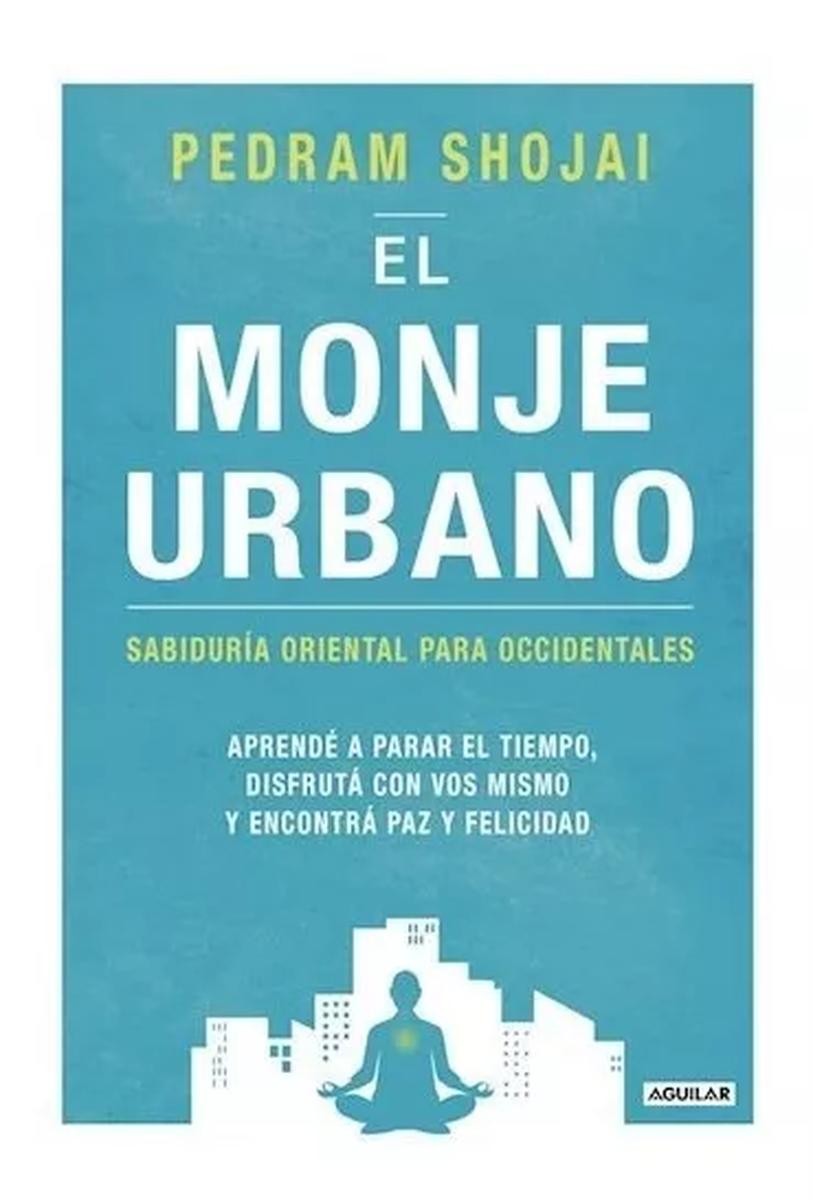 PEDRAM SHOJAI
EL
MONJE
URBANO
SABIDURÍA ORIENTAL PARA OCCIDENTALES
APRENDÉ A PARAR EL TIEMPO,
DISFRUTÁ CON VOS MISMO
Y ENCONTRÁ PAZ Y FELICIDAD
AGUILAR